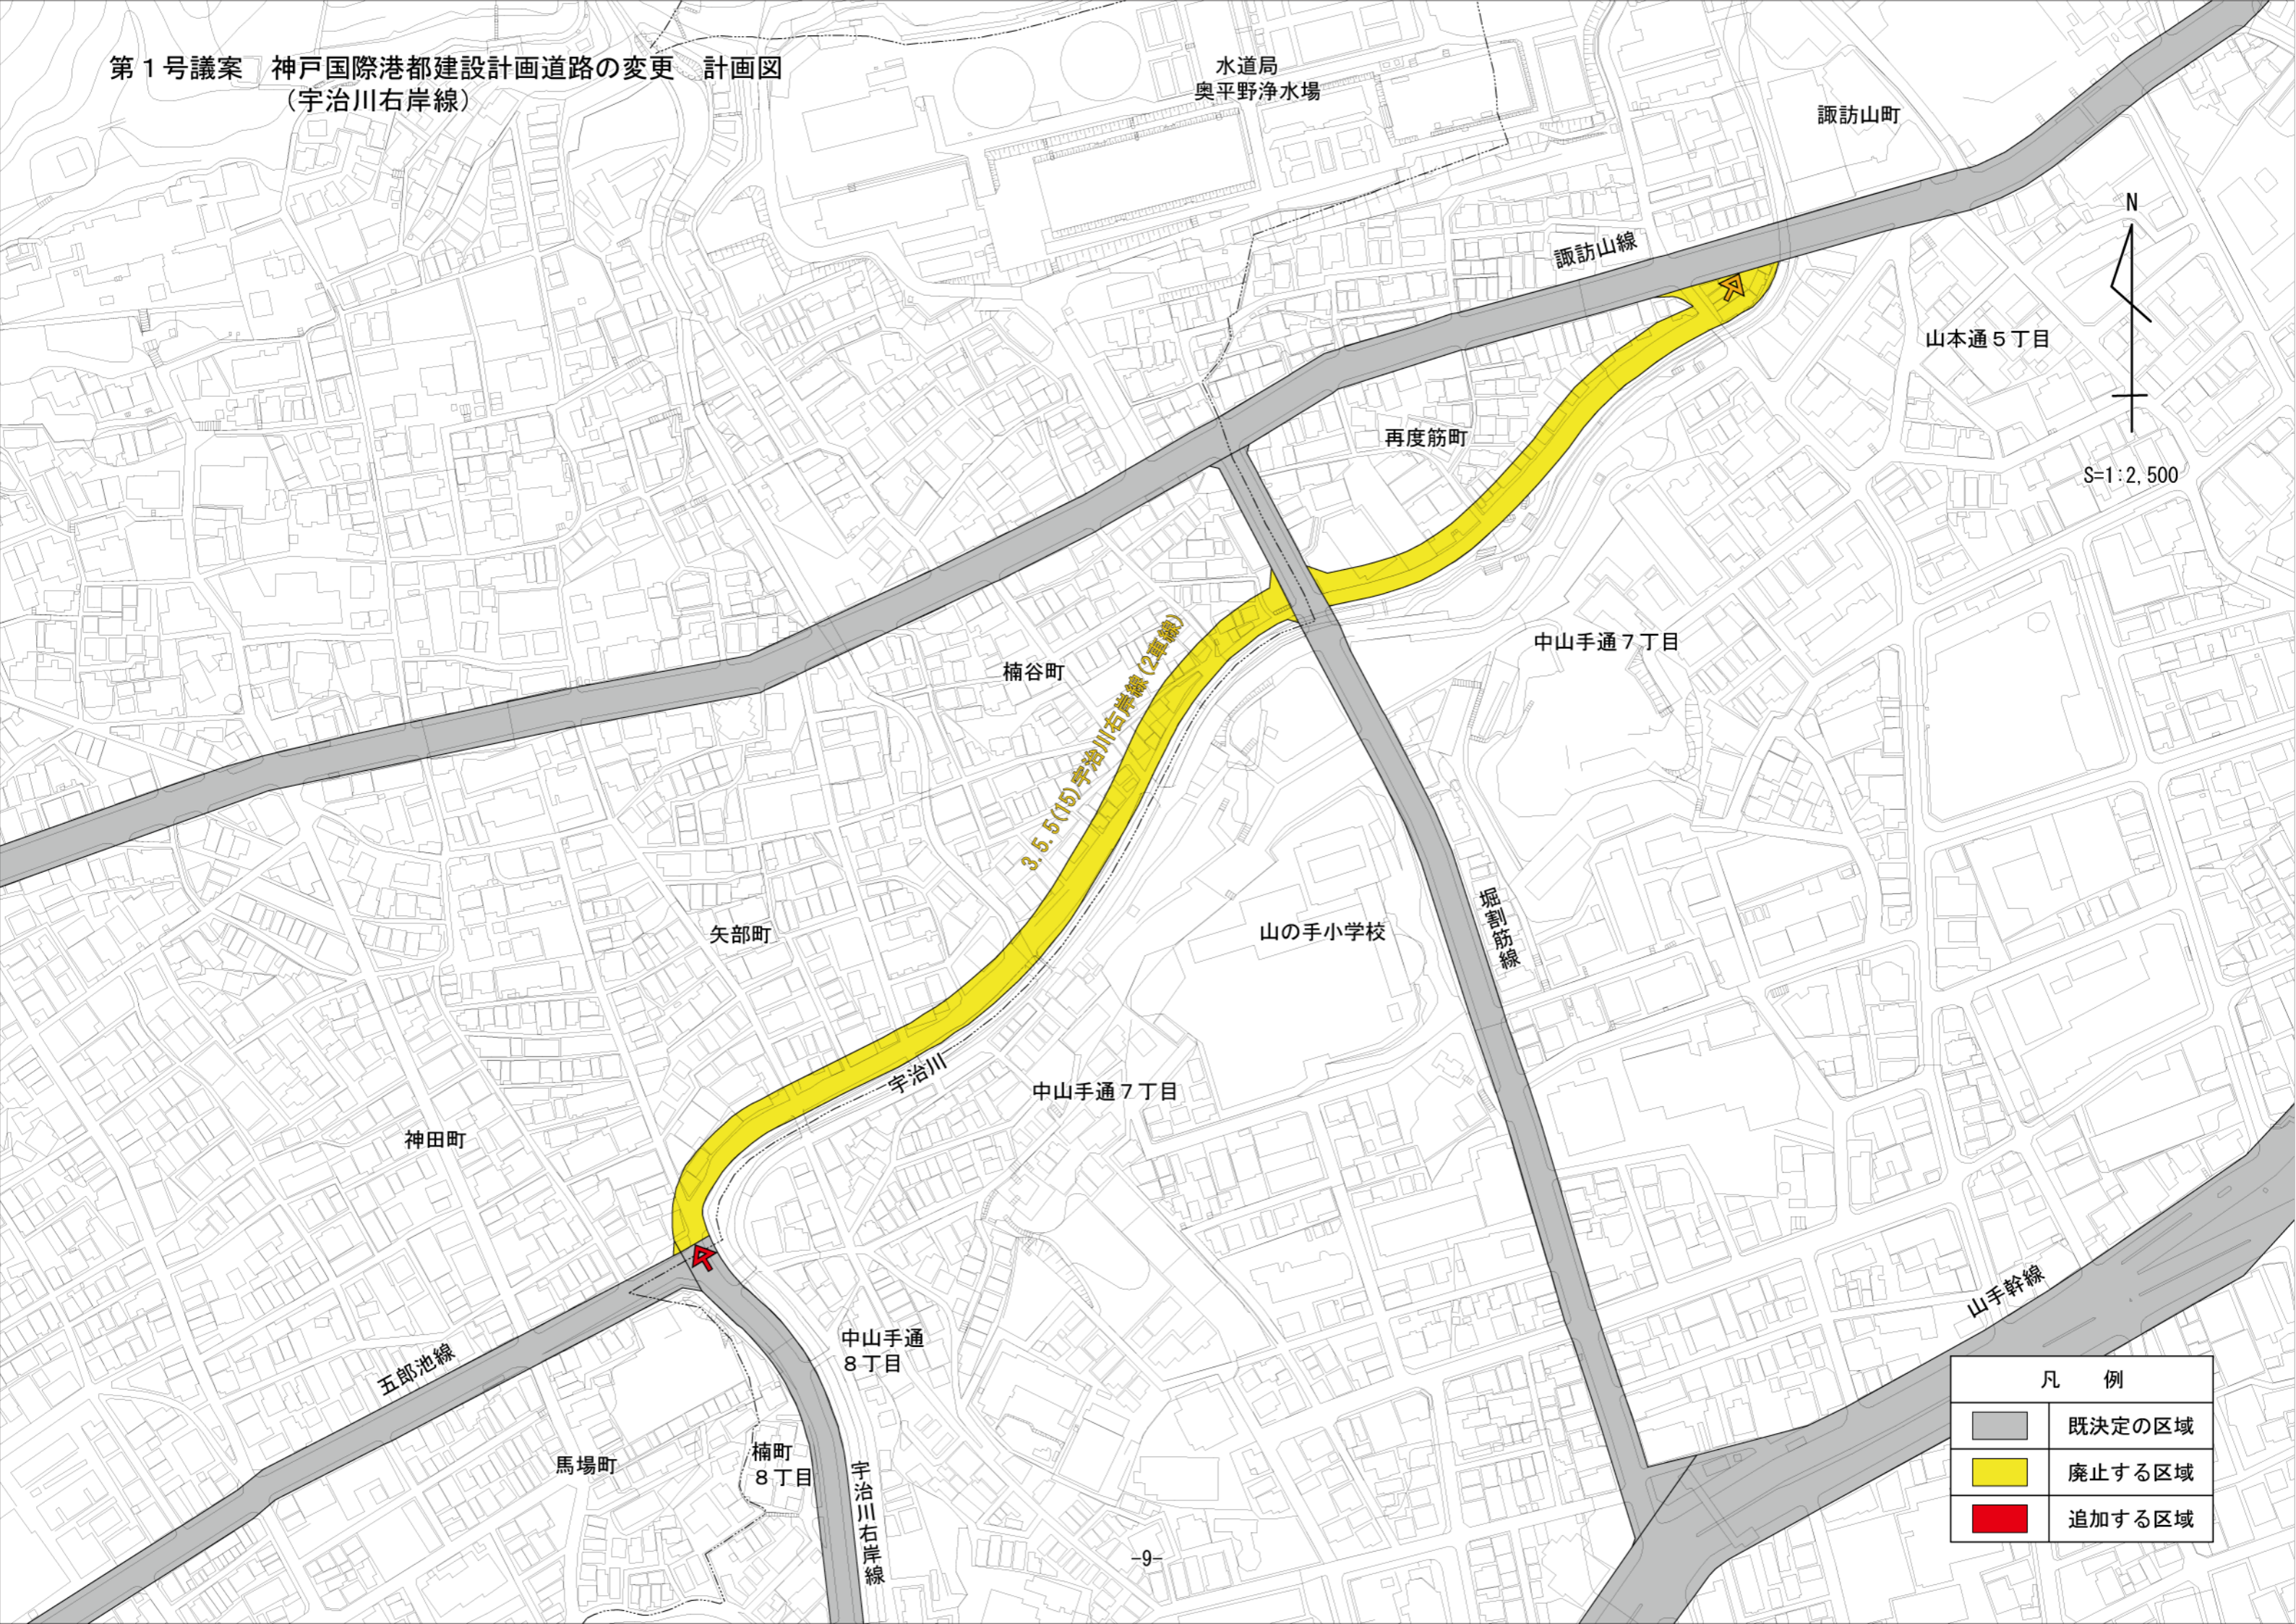 第１号議案　神戸国際港都建設計画道路の変更　計画図
（宇治川右岸線）
水道局
奥平野浄水場
諏訪山町
N
諏訪山線
山本通５丁目
再度筋町
S=1:2,500
中山手通７丁目
楠谷町
3.5.5(15)宇治川右岸線(2車線)
堀割筋線
矢部町
山の手小学校
宇治川
中山手通７丁目
神田町
山手幹線
中山手通
８丁目
五郎池線
馬場町
楠町
８丁目
宇治川右岸線
凡　例
既決定の区域
廃止する区域
追加する区域
-9-